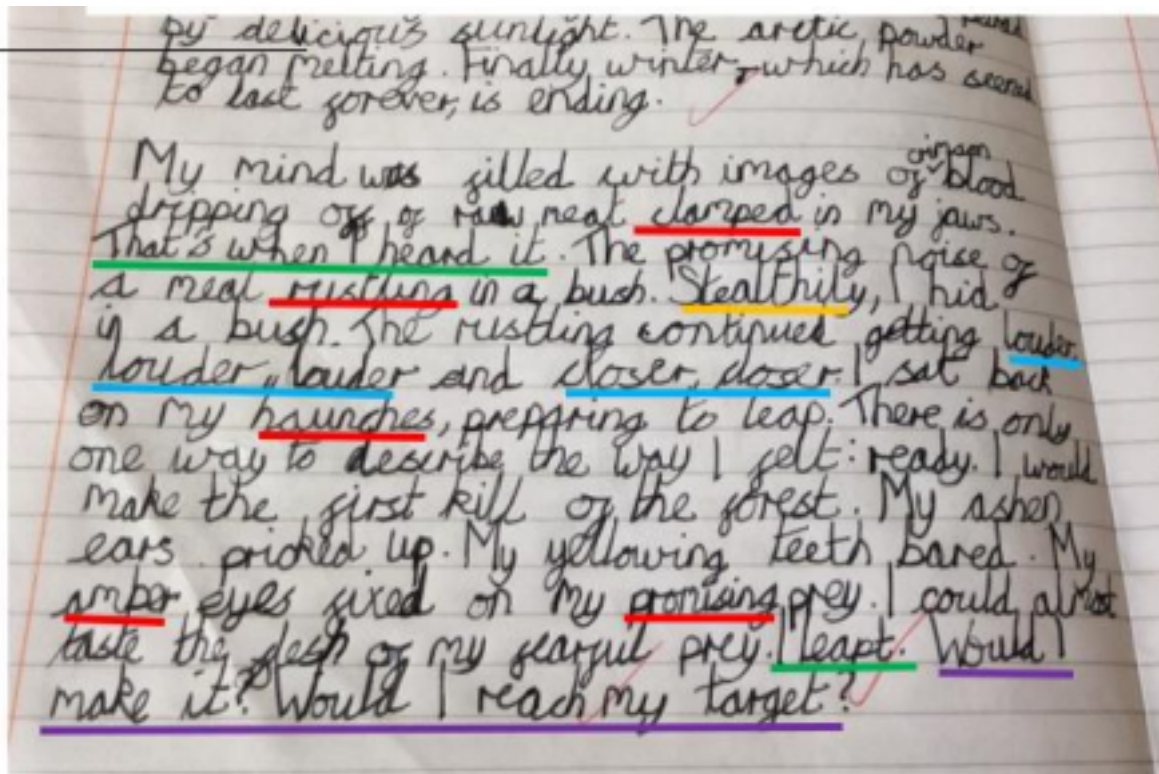 by delicious sunlight. The arctic powder
began melting. Finally winter, which has seemed
to last forever, is ending.
My mind was filled with images of crimson blood
dripping off of raw meat clamped in my jaws.
That's when I heard it. The promising noise of
a meal rustling in a bush. Stealthily, I hid
in a bush. The rustling continued getting louder,
louder, louder and closer, closer. I sat back
on my haunches, preparing to leap. There is only
one way to describe the way I felt: ready. I would
make the first kill of the forest. My ashen
ears pricked up. My yellowing teeth bared. My
amber eyes fixed on my promising prey. I could almost
taste the flesh of my fearful prey. I leapt. Would I
make it? Would I reach my target?